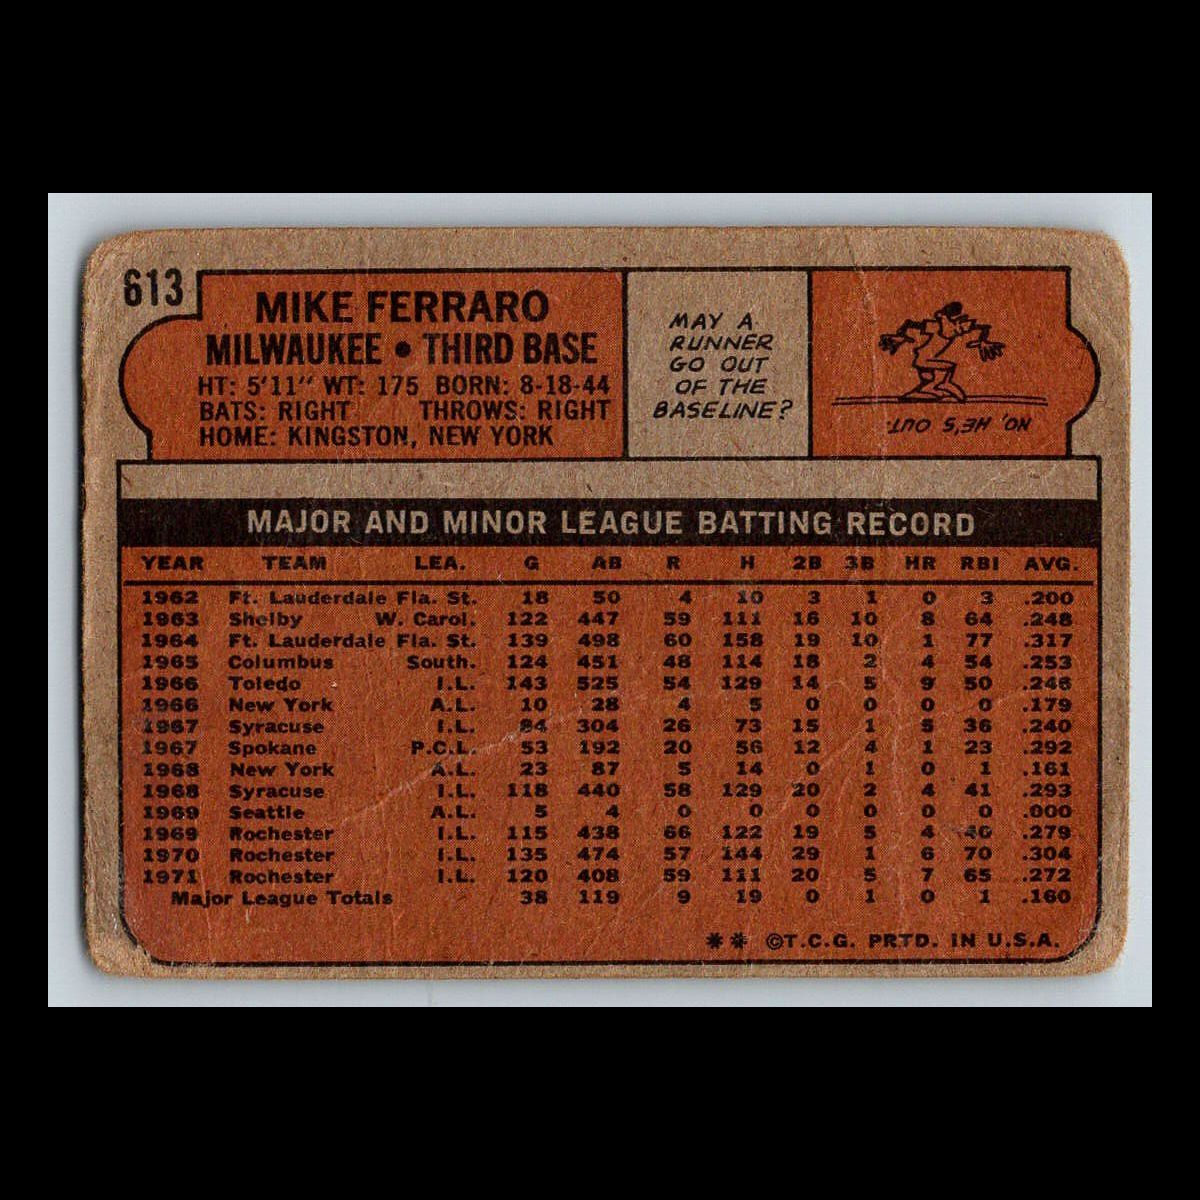 613
MIKE FERRARO
MILWAUKEE • THIRD BASE
HT: 5'11" WT: 175 BORN: 8-18-44
BATS: RIGHT THROWS: RIGHT
HOME: KINGSTON, NEW YORK
MAY A
RUNNER
GO OUT
OF THE
BASELINE?
NO, HE'S OUT.
MAJOR AND MINOR LEAGUE BATTING RECORD
YEAR TEAM LEA. G AB R H 2B 3B HR RBI AVG.
1962 Ft. Lauderdale Fla. St. 18 50 4 10 3 1 0 3 .200
1963 Shelby W. Carol. 122 447 59 111 16 10 8 64 .248
1964 Ft. Lauderdale Fla. St. 139 498 60 158 19 10 1 77 .317
1965 Columbus South. 124 451 48 114 18 2 4 54 .253
1966 Toledo I.L. 143 525 54 129 14 5 9 50 .246
1966 New York A.L. 10 28 4 5 0 0 0 0 .179
1967 Syracuse I.L. 84 304 26 73 15 1 5 36 .240
1967 Spokane P.C.L. 53 192 20 56 12 4 1 23 .292
1968 New York A.L. 23 87 5 14 0 1 0 1 .161
1968 Syracuse I.L. 118 440 58 129 20 2 4 41 .293
1969 Seattle A.L. 5 4 0 0 0 0 0 0 .000
1969 Rochester I.L. 115 438 66 122 19 5 4 46 .279
1970 Rochester I.L. 135 474 57 144 29 1 6 70 .304
1971 Rochester I.L. 120 408 59 111 20 5 7 65 .272
Major League Totals 38 119 9 19 0 1 0 1 .160
** ©T.C.G. PRTD. IN U.S.A.